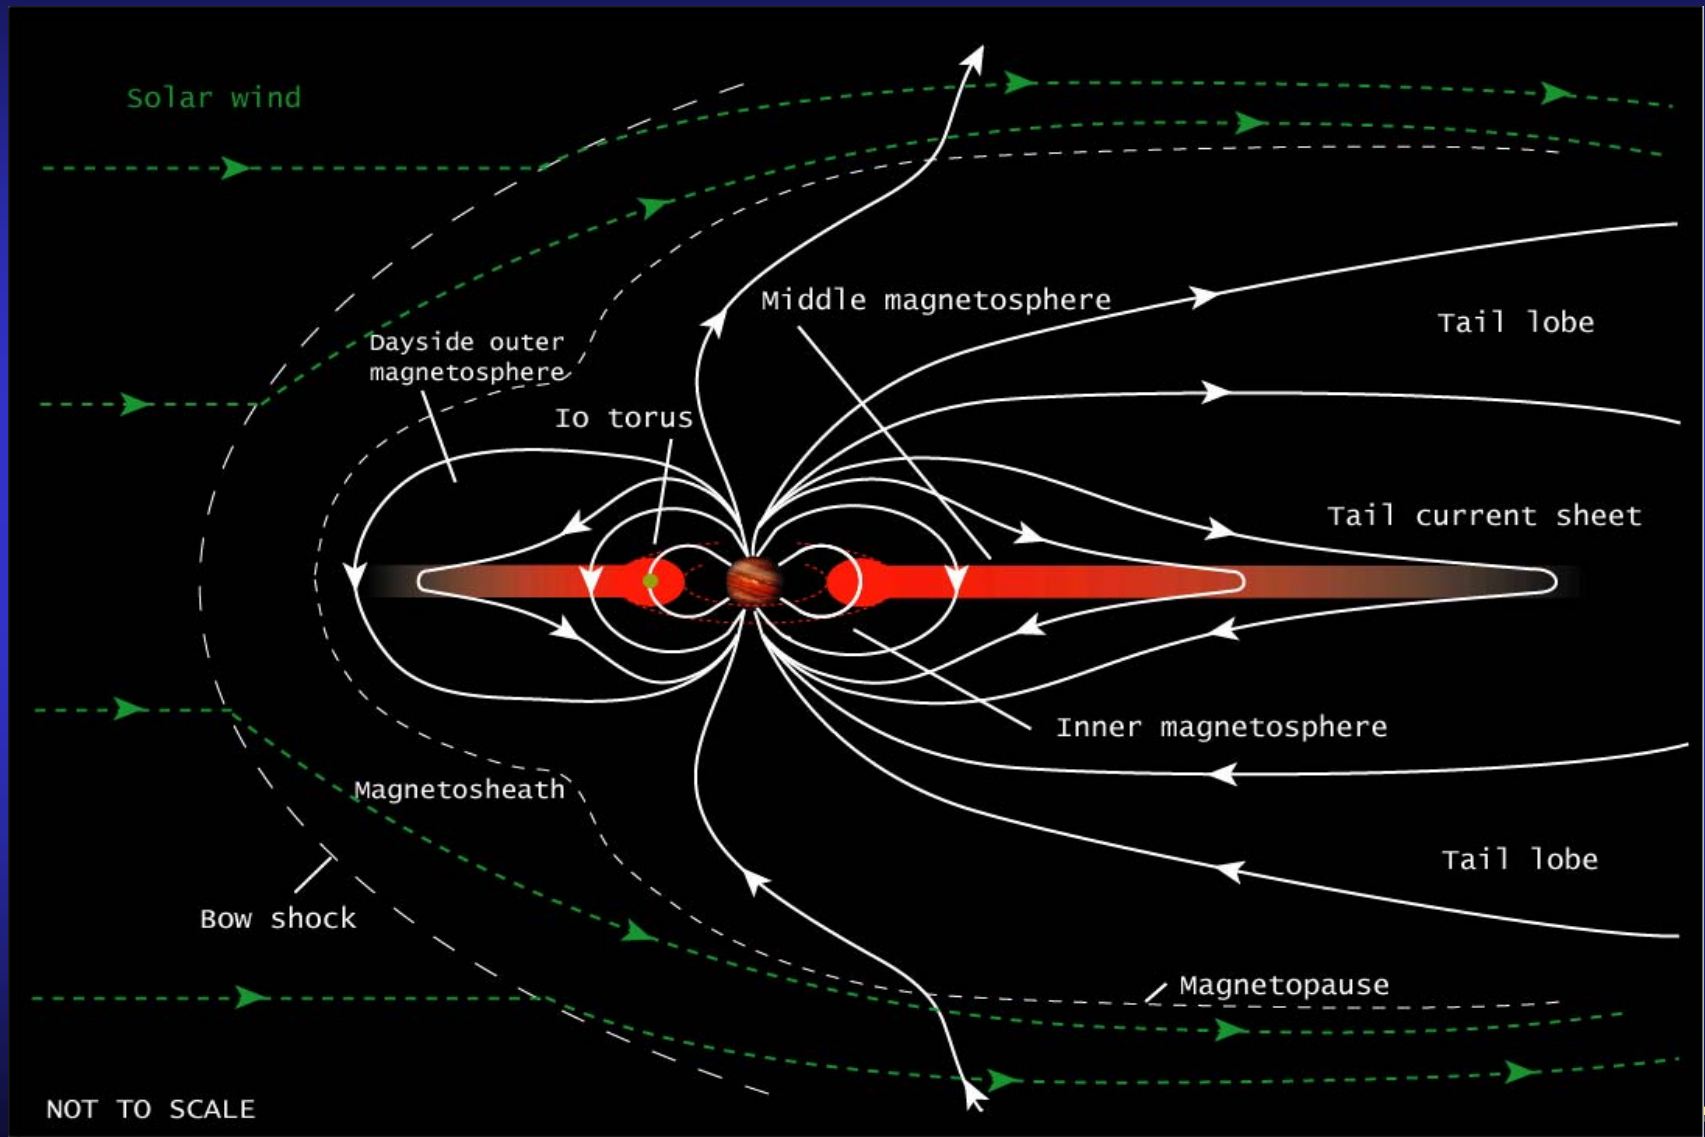 Solar wind
Middle magnetosphere
Tail lobe
Dayside outer
magnetosphere
Io torus
Tail current sheet
Inner magnetosphere
Magnetosheath
Tail lobe
Bow shock
Magnetopause
NOT TO SCALE